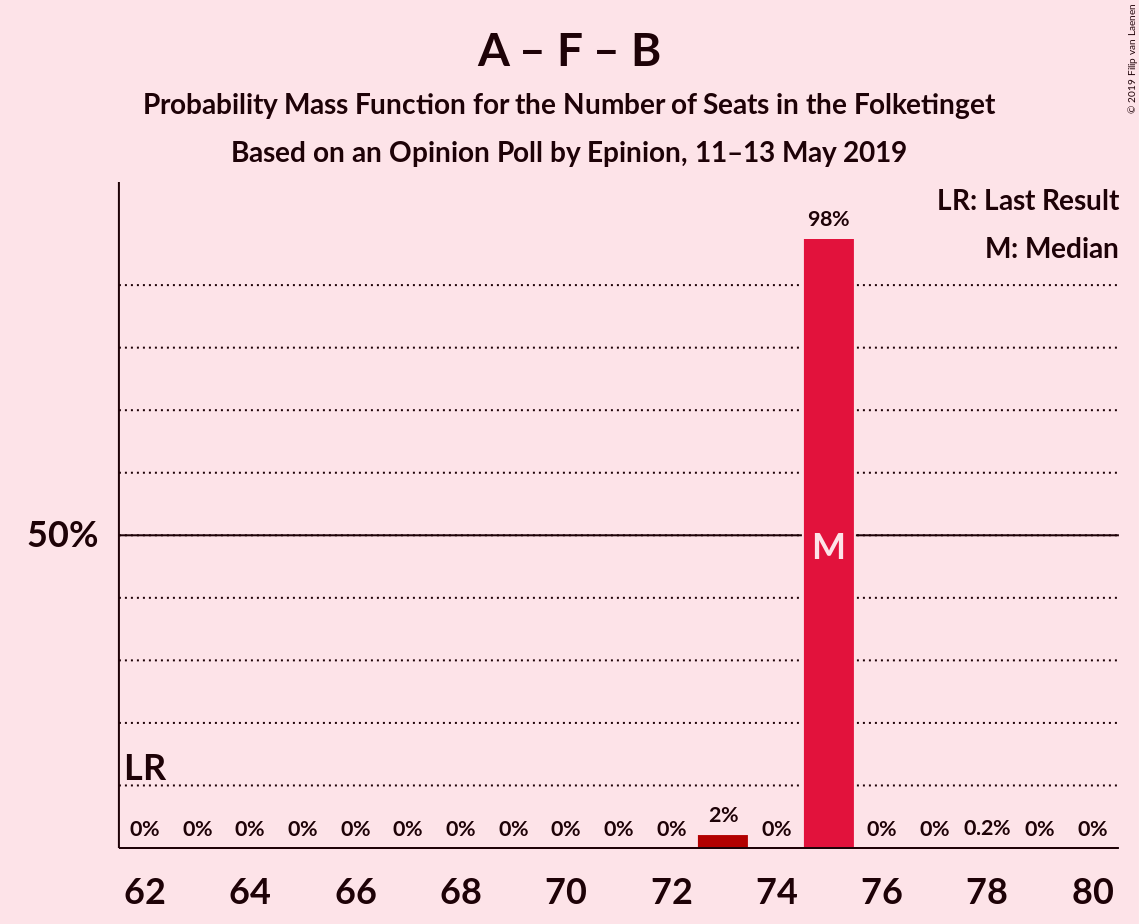 A – F – B
Probability Mass Function for the Number of Seats in the Folketinget
Based on an Opinion Poll by Epinion, 11–13 May 2019
© 2019 Filip van Laenen
LR: Last Result
M: Median
98%
50%
M
LR
0% 0% 0% 0% 0% 0% 0% 0% 0% 0% 0% 2% 0% 0% 0% 0.2% 0% 0%
62 64 66 68 70 72 74 76 78 80